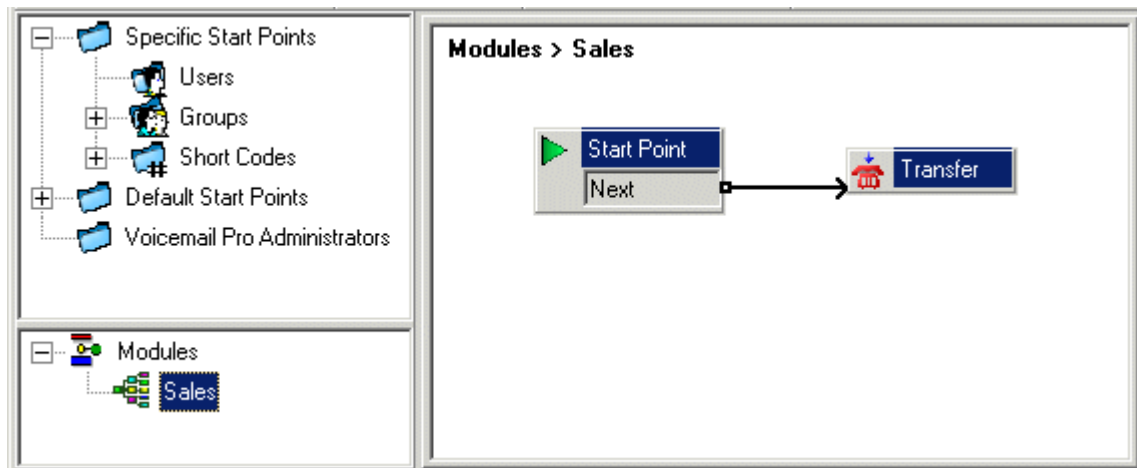 Specific Start Points
Users
Groups
Short Codes
Default Start Points
Voicemail Pro Administrators
Modules
Sales
Modules > Sales
Start Point
Next
Transfer